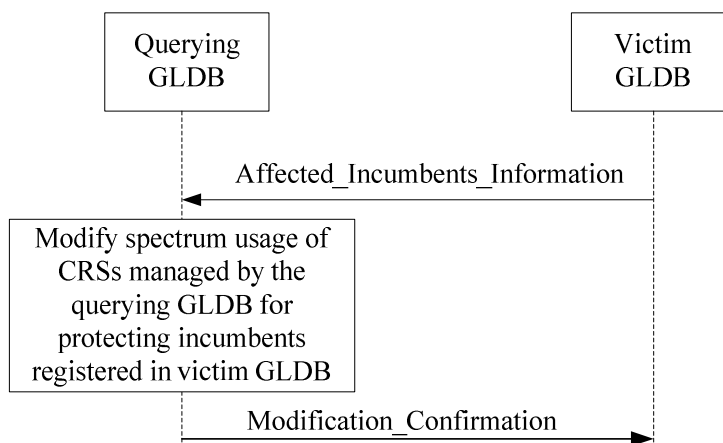 Querying
GLDB
Victim
GLDB
Affected_Incumbents_Information
Modify spectrum usage of
CRSs managed by the
querying GLDB for
protecting incumbents
registered in victim GLDB
Modification_Confirmation